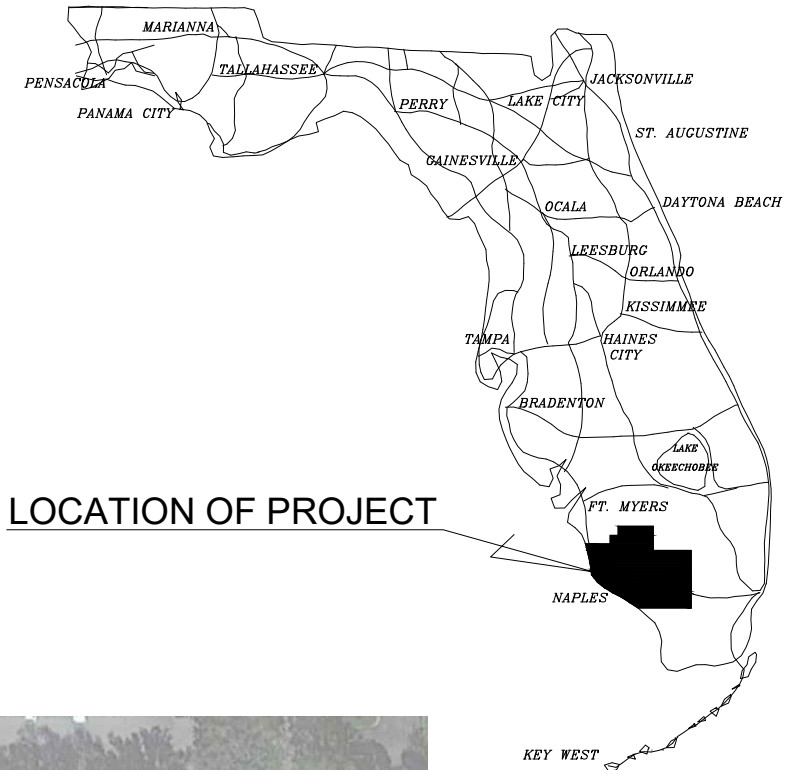 MARIANNA
PENSACOLA
TALLAHASSEE
PANAMA CITY
PERRY
LAKE CITY
JACKSONVILLE
ST. AUGUSTINE
GAINESVILLE
OCALA
DAYTONA BEACH
LEESBURG
ORLANDO
KISSIMMEE
TAMPA
HAINES
CITY
BRADENTON
LAKE
OKEECHOBEE
LOCATION OF PROJECT
FT. MYERS
NAPLES
KEY WEST